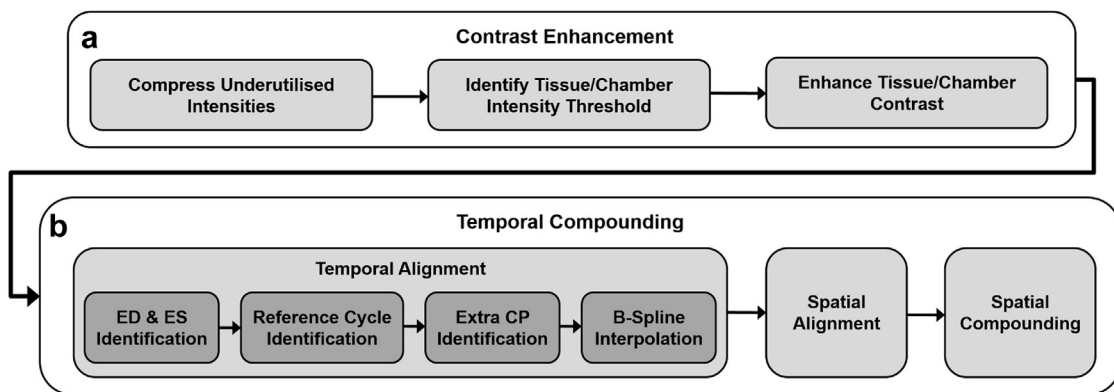 a
Contrast Enhancement
Compress Underutilised
Intensities
Identify Tissue/Chamber
Intensity Threshold
Enhance Tissue/Chamber
Contrast
b
Temporal Compounding
Temporal Alignment
ED & ES
Identification
Reference Cycle
Identification
Extra CP
Identification
B-Spline
Interpolation
Spatial
Alignment
Spatial
Compounding